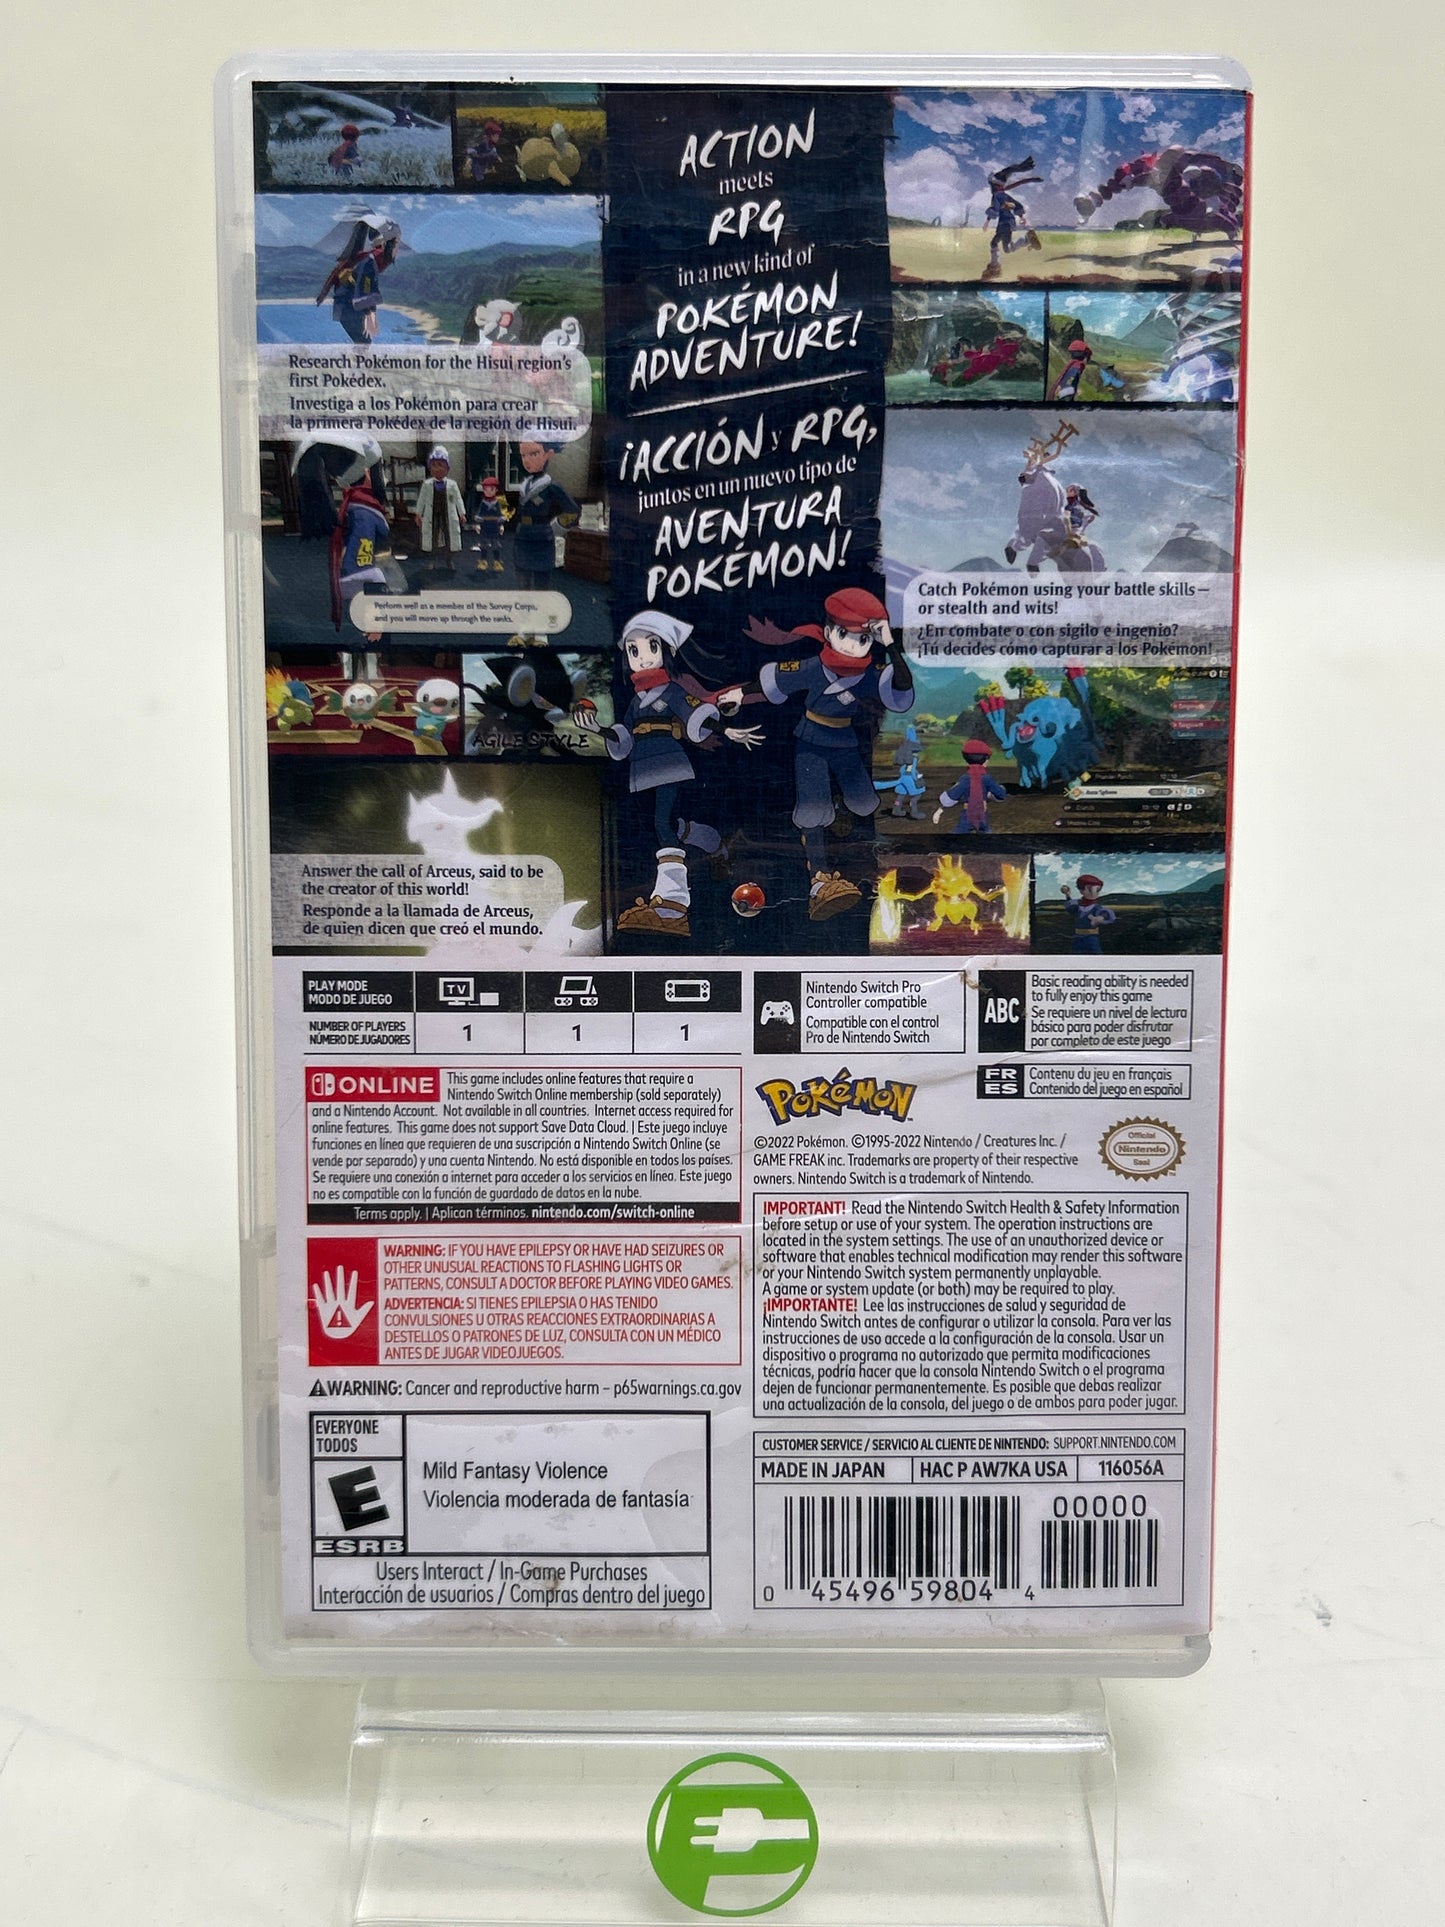 ACTION
meets
RPG
in a new kind of
POKÉMON
ADVENTURE!
¡ACCIÓN y RPG,
juntos en un nuevo tipo de
AVENTURA
POKÉMON!
Research Pokémon for the Hisui region's
first Pokédex.
Investiga a los Pokémon para crear
la primera Pokédex de la región de Hisui.
Perform well as a member of the Survey Corps,
and you will move up through the ranks.
AGILE STYLE
Answer the call of Arceus, said to be
the creator of this world!
Responde a la llamada de Arceus,
de quien dicen que creó el mundo.
Catch Pokémon using your battle skills—
or stealth and wits!
¿En combate o con sigilo e ingenio?
¡Tú decides cómo capturar a los Pokémon!
PLAY MODE
MODO DE JUEGO
TV
NUMBER OF PLAYERS
NÚMERO DE JUGADORES
1 1 1
Nintendo Switch Pro
Controller compatible
Compatible con el control
Pro de Nintendo Switch
ABC
Basic reading ability is needed
to fully enjoy this game
Se requiere un nivel de lectura
básico para poder disfrutar
por completo de este juego
ONLINE
This game includes online features that require a
Nintendo Switch Online membership (sold separately)
and a Nintendo Account. Not available in all countries. Internet access required for
online features. This game does not support Save Data Cloud. | Este juego incluye
funciones en línea que requieren de una suscripción a Nintendo Switch Online (se
vende por separado) y una cuenta Nintendo. No está disponible en todos los países.
Se requiere una conexión a internet para acceder a los servicios en línea. Este juego
no es compatible con la función de guardado de datos en la nube.
Terms apply. | Aplican términos. nintendo.com/switch-online
Pokémon
FR
ES
Contenu du jeu en français
Contenido del juego en español
©2022 Pokémon. ©1995-2022 Nintendo / Creatures Inc. /
GAME FREAK inc. Trademarks are property of their respective
owners. Nintendo Switch is a trademark of Nintendo.
Official
Nintendo
Seal
WARNING: IF YOU HAVE EPILEPSY OR HAVE HAD SEIZURES OR
OTHER UNUSUAL REACTIONS TO FLASHING LIGHTS OR
PATTERNS, CONSULT A DOCTOR BEFORE PLAYING VIDEO GAMES.
ADVERTENCIA: SI TIENES EPILEPSIA O HAS TENIDO
CONVULSIONES U OTRAS REACCIONES EXTRAORDINARIAS A
DESTELLOS O PATRONES DE LUZ, CONSULTA CON UN MÉDICO
ANTES DE JUGAR VIDEOJUEGOS.
WARNING: Cancer and reproductive harm – p65warnings.ca.gov
IMPORTANT! Read the Nintendo Switch Health & Safety Information
before setup or use of your system. The operation instructions are
located in the system settings. The use of an unauthorized device or
software that enables technical modification may render this software
or your Nintendo Switch system permanently unplayable.
A game or system update (or both) may be required to play.
¡IMPORTANTE! Lee las instrucciones de salud y seguridad de
Nintendo Switch antes de configurar o utilizar la consola. Para ver las
instrucciones de uso accede a la configuración de la consola. Usar un
dispositivo o programa no autorizado que permita modificaciones
técnicas, podría hacer que la consola Nintendo Switch o el programa
dejen de funcionar permanentemente. Es posible que debas realizar
una actualización de la consola, del juego o de ambos para poder jugar.
EVERYONE
TODOS
E
ESRB
Mild Fantasy Violence
Violencia moderada de fantasía
Users Interact / In-Game Purchases
Interacción de usuarios / Compras dentro del juego
CUSTOMER SERVICE / SERVICIO AL CLIENTE DE NINTENDO: SUPPORT.NINTENDO.COM
MADE IN JAPAN HAC P AW7KA USA 116056A
00000
0 45496 59804 4